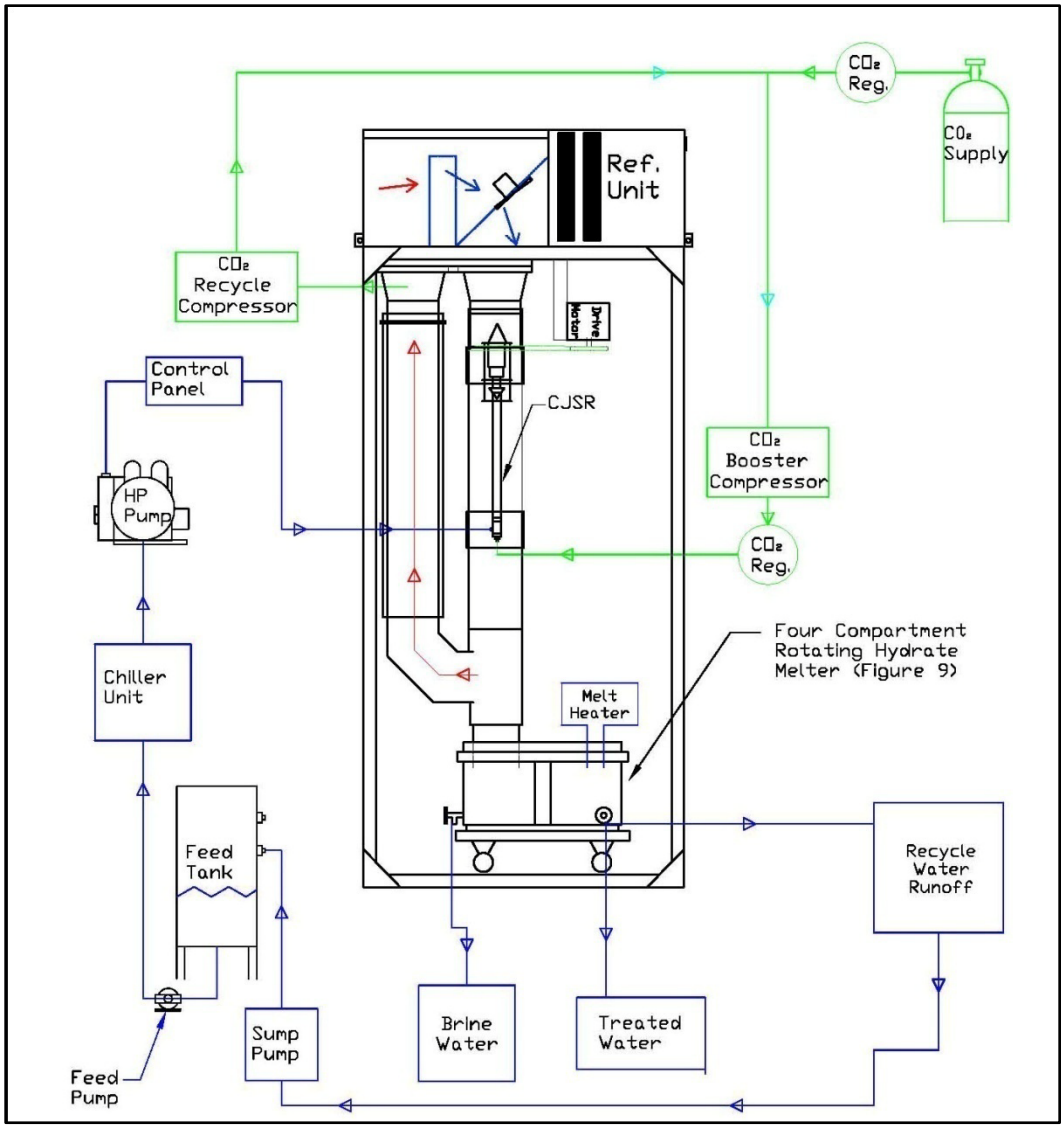 CO₂
Reg.
CO₂
Supply
Ref.
Unit
CO₂
Recycle
Compressor
Drive
Motor
Control
Panel
CJSR
CO₂
Booster
Compressor
HP
Pump
CO₂
Reg.
Four Compartment
Rotating Hydrate
Melter (Figure 9)
Chiller
Unit
Melt
Heater
Feed
Tank
Recycle
Water
Runoff
Brine
Water
Treated
Water
Sump
Pump
Feed
Pump